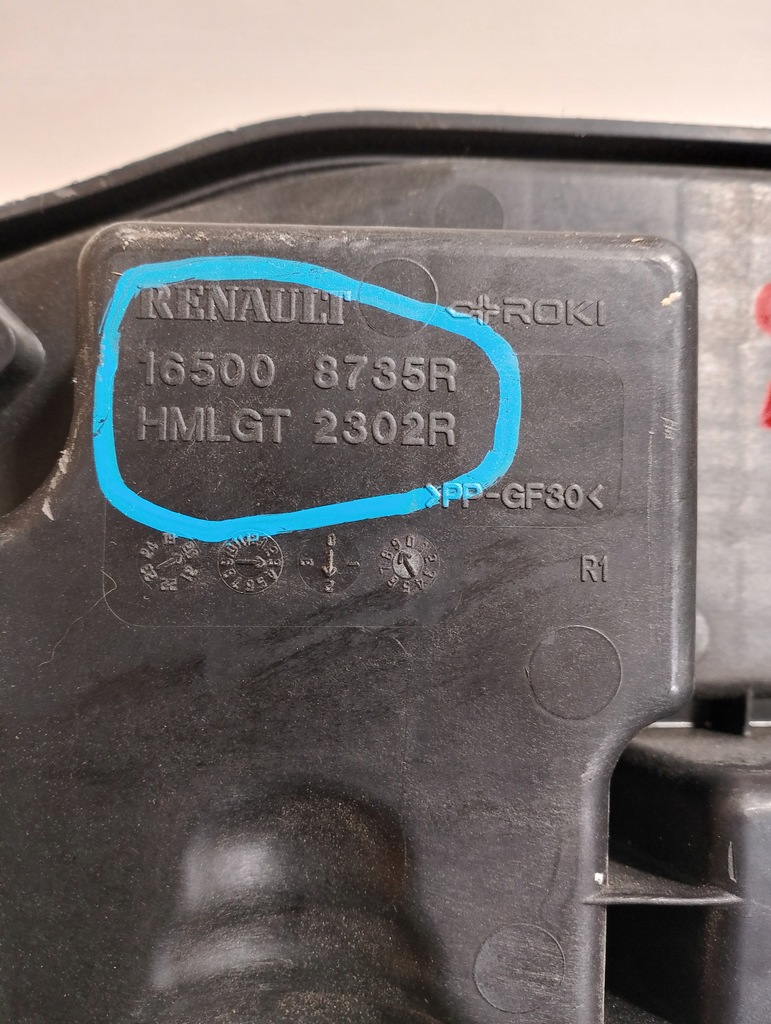 RENAULT ROKI
16500 8735R
HMLGT 2302R
>PP-GF30<
R1